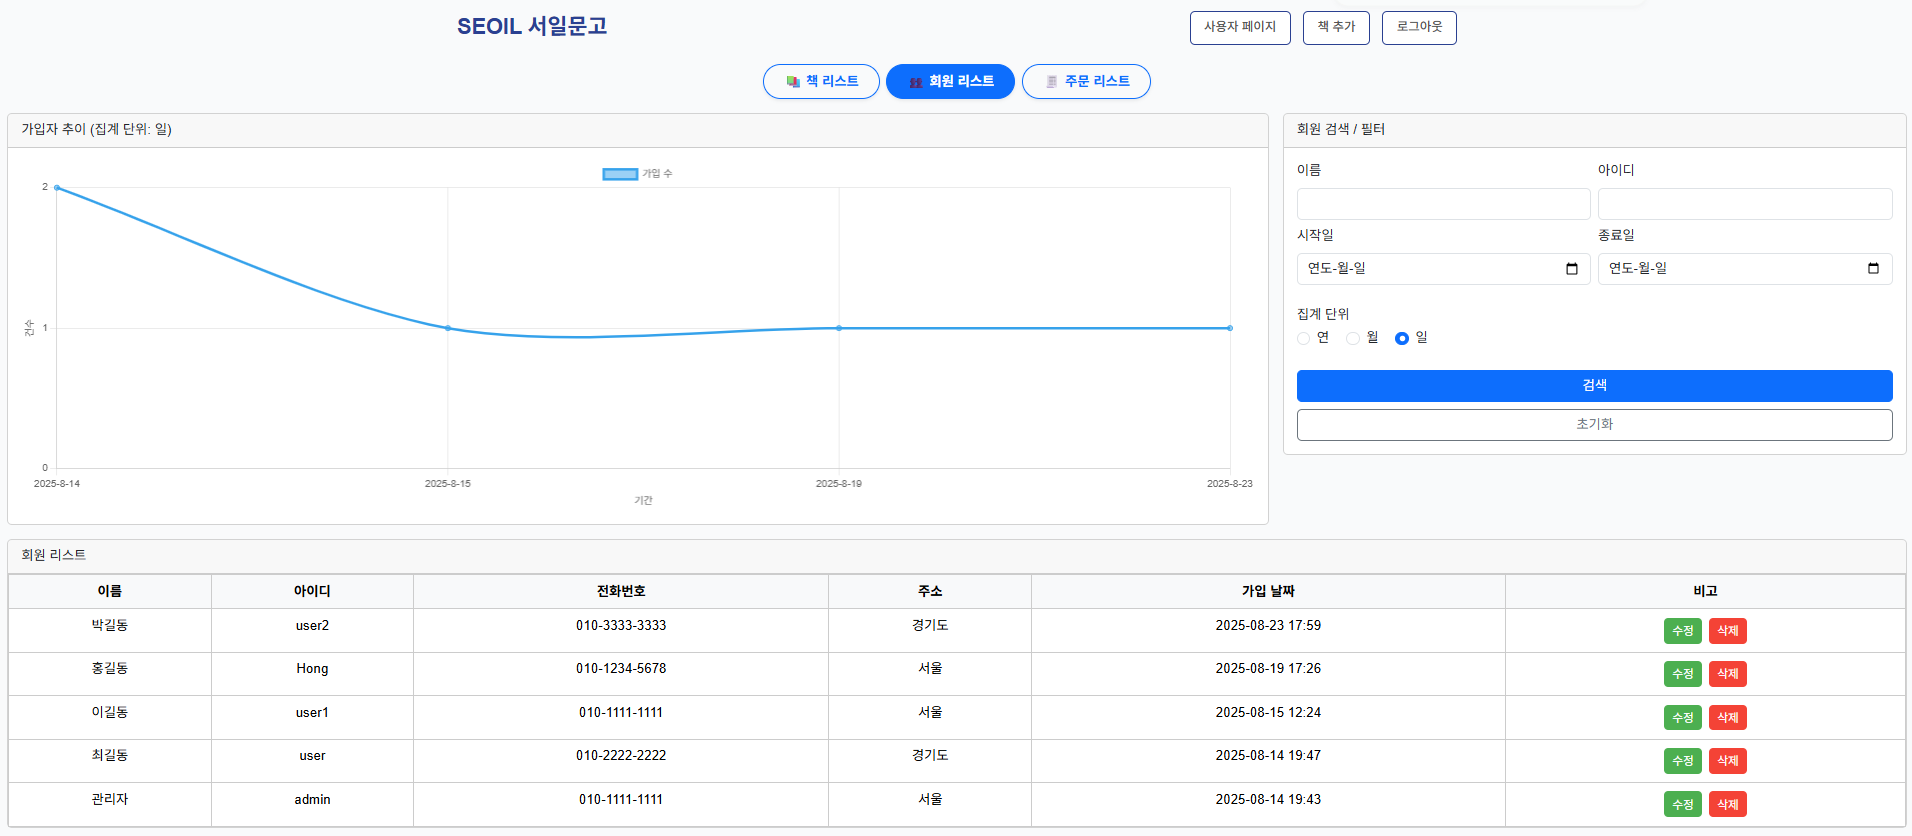 SEOIL 서일문고
사용자 페이지 책 추가 로그아웃
책 리스트 회원 리스트 주문 리스트
가입자 추이 (집계 단위: 일)
가입 수
2
1
0
건수
2025-8-14 2025-8-15 2025-8-19 2025-8-23
기간
회원 검색 / 필터
이름 아이디
시작일 종료일
연도-월-일 연도-월-일
집계 단위
연 월 일
검색
초기화
회원 리스트
이름 아이디 전화번호 주소 가입 날짜 비고
박길동 user2 010-3333-3333 경기도 2025-08-23 17:59 수정 삭제
홍길동 Hong 010-1234-5678 서울 2025-08-19 17:26 수정 삭제
이길동 user1 010-1111-1111 서울 2025-08-15 12:24 수정 삭제
최길동 user 010-2222-2222 경기도 2025-08-14 19:47 수정 삭제
관리자 admin 010-1111-1111 서울 2025-08-14 19:43 수정 삭제